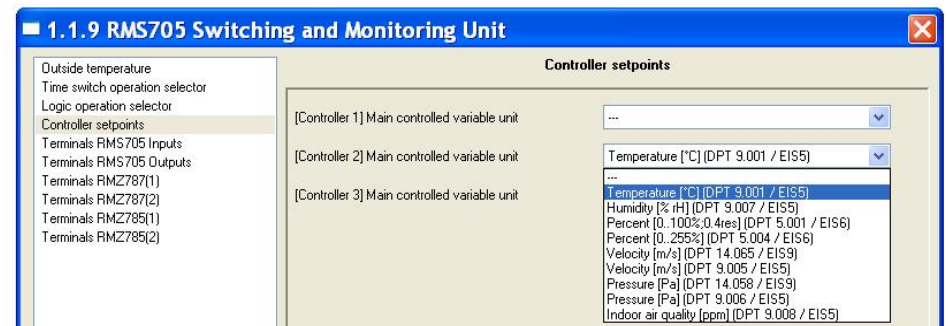 1.1.9 RMS705 Switching and Monitoring Unit
Outside temperature
Time switch operation selector
Logic operation selector
Controller setpoints
Terminals RMS705 Inputs
Terminals RMS705 Outputs
Terminals RMZ787(1)
Terminals RMZ787(2)
Terminals RMZ785(1)
Terminals RMZ785(2)
Controller setpoints
[Controller 1] Main controlled variable unit
---
[Controller 2] Main controlled variable unit
Temperature [°C] (DPT 9.001 / EIS5)
[Controller 3] Main controlled variable unit
---
Temperature [°C] (DPT 9.001 / EIS5)
Humidity [% rH] (DPT 9.007 / EIS5)
Percent [0..100%;0.4res] (DPT 5.001 / EIS6)
Percent [0..255%] (DPT 5.004 / EIS6)
Velocity [m/s] (DPT 14.065 / EIS9)
Velocity [m/s] (DPT 9.005 / EIS5)
Pressure [Pa] (DPT 14.058 / EIS9)
Pressure [Pa] (DPT 9.006 / EIS5)
Indoor air quality [ppm] (DPT 9.008 / EIS5)